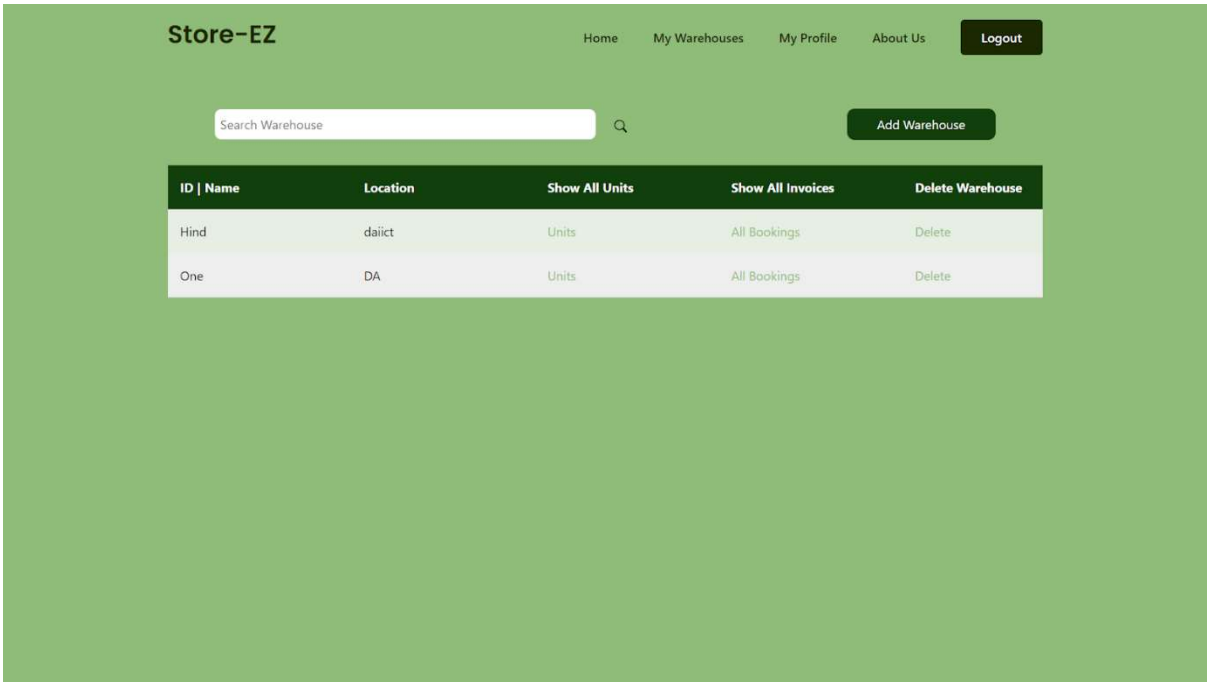 Store-EZ
Home My Warehouses My Profile About Us Logout
Search Warehouse Add Warehouse
ID | Name Location Show All Units Show All Invoices Delete Warehouse
Hind daiict Units All Bookings Delete
One DA Units All Bookings Delete